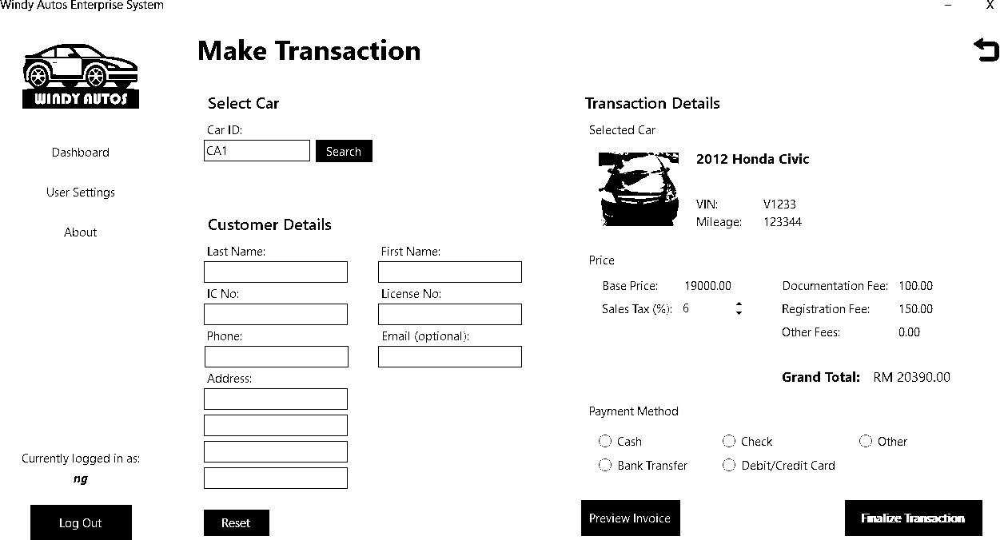 Windy Autos Enterprise System
– X
WINDY AUTOS
Dashboard
User Settings
About
Currently logged in as:
ng
Log Out
Make Transaction
Select Car
Car ID:
CA1 Search
Customer Details
Last Name: First Name:
IC No: License No:
Phone: Email (optional):
Address:
Reset
Transaction Details
Selected Car
2012 Honda Civic
VIN: V1233
Mileage: 123344
Price
Base Price: 19000.00 Documentation Fee: 100.00
Sales Tax (%): 6 Registration Fee: 150.00
Other Fees: 0.00
Grand Total: RM 20390.00
Payment Method
Cash Check Other
Bank Transfer Debit/Credit Card
Preview Invoice Finalize Transaction